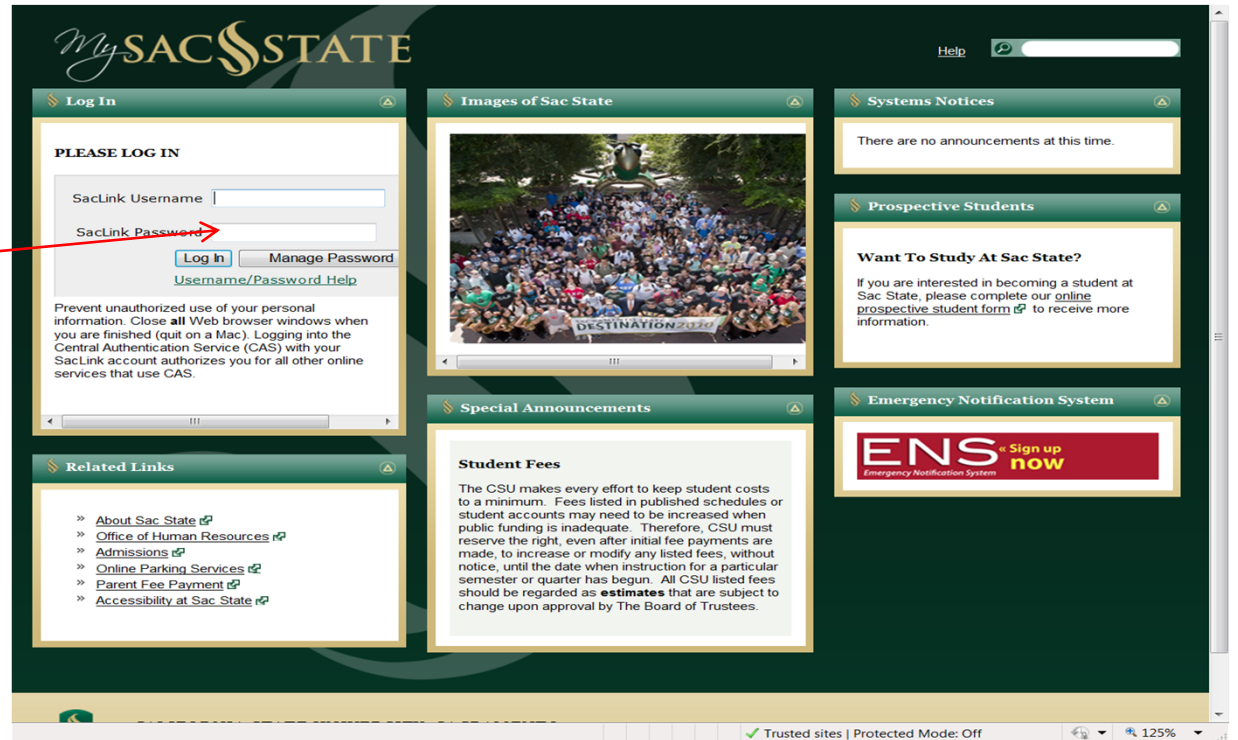 My SAC STATE
Help
Log In
PLEASE LOG IN
SacLink Username
SacLink Password
Log In
Manage Password
Username/Password Help
Prevent unauthorized use of your personal
information. Close all Web browser windows when
you are finished (quit on a Mac). Logging into the
Central Authentication Service (CAS) with your
SacLink account authorizes you for all other online
services that use CAS.
Related Links
» About Sac State
» Office of Human Resources
» Admissions
» Online Parking Services
» Parent Fee Payment
» Accessibility at Sac State
Images of Sac State
DESTINATION 2010
Special Announcements
Student Fees
The CSU makes every effort to keep student costs
to a minimum. Fees listed in published schedules or
student accounts may need to be increased when
public funding is inadequate. Therefore, CSU must
reserve the right, even after initial fee payments are
made, to increase or modify any listed fees, without
notice, until the date when instruction for a particular
semester or quarter has begun. All CSU listed fees
should be regarded as estimates that are subject to
change upon approval by The Board of Trustees.
Systems Notices
There are no announcements at this time.
Prospective Students
Want To Study At Sac State?
If you are interested in becoming a student at
Sac State, please complete our online
prospective student form to receive more
information.
Emergency Notification System
ENS « Sign up
now
Emergency Notification System
Trusted sites | Protected Mode: Off
125%